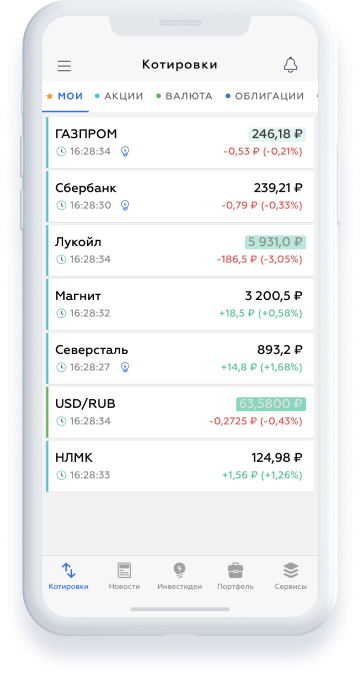 Котировки
МОИ АКЦИИ ВАЛЮТА ОБЛИГАЦИИ
ГАЗПРОМ 246,18 ₽
16:28:34 -0,53 ₽ (-0,21%)
Сбербанк 239,21 ₽
16:28:30 -0,79 ₽ (-0,33%)
Лукойл 5 931,0 ₽
16:28:34 -186,5 ₽ (-3,05%)
Магнит 3 200,5 ₽
16:28:32 +18,5 ₽ (+0,58%)
Северсталь 893,2 ₽
16:28:27 +14,8 ₽ (+1,68%)
USD/RUB 63,5800 ₽
16:28:34 -0,2725 ₽ (-0,43%)
НЛМК 124,98 ₽
16:28:33 +1,56 ₽ (+1,26%)
Котировки Новости Инвестидеи Портфель Сервисы